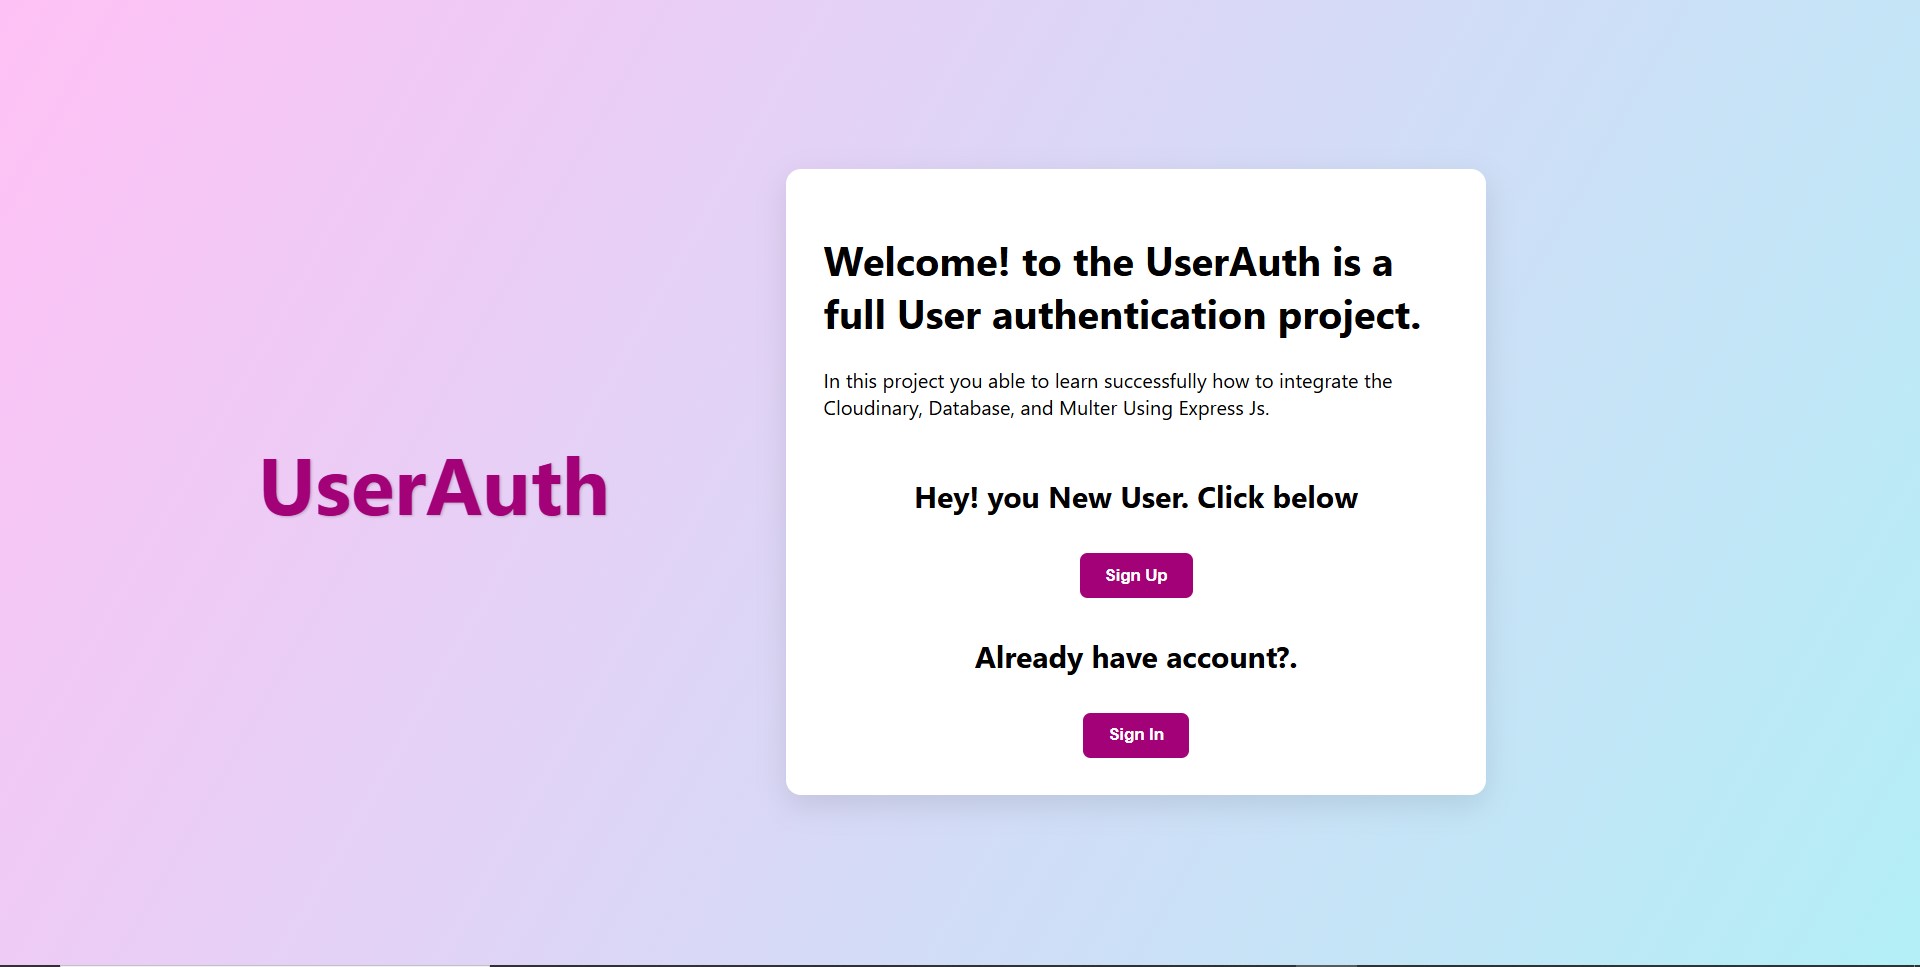 UserAuth
Welcome! to the UserAuth is a
full User authentication project.
In this project you able to learn successfully how to integrate the
Cloudinary, Database, and Multer Using Express Js.
Hey! you New User. Click below
Sign Up
Already have account?.
Sign In